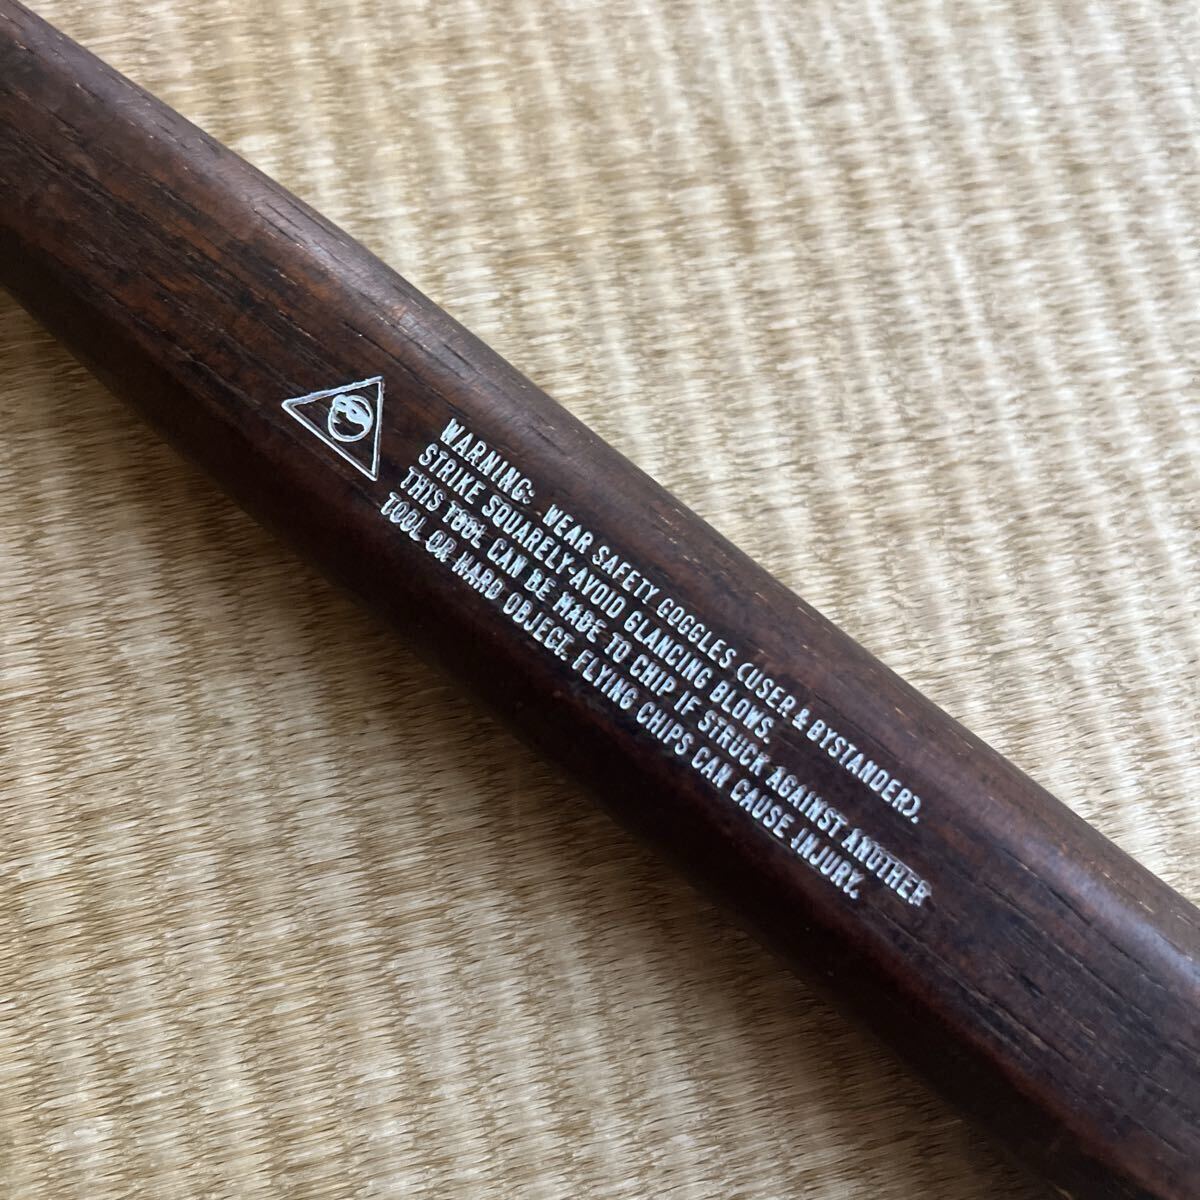 WARNING: WEAR SAFETY GOGGLES (USER & BYSTANDER).
STRIKE SQUARELY-AVOID GLANCING BLOWS.
THIS TOOL CAN BE MADE TO CHIP IF STRUCK AGAINST ANOTHER
TOOL OR HARD OBJECT. FLYING CHIPS CAN CAUSE INJURY.